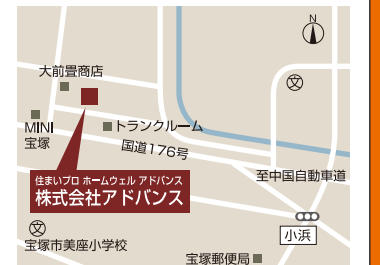 N
大前畳商店
文
MINI
宝塚
トランクルーム
国道176号
至中国自動車道
住まいプロ ホームウェル アドバンス
株式会社アドバンス
小浜
文
宝塚市美座小学校
宝塚郵便局